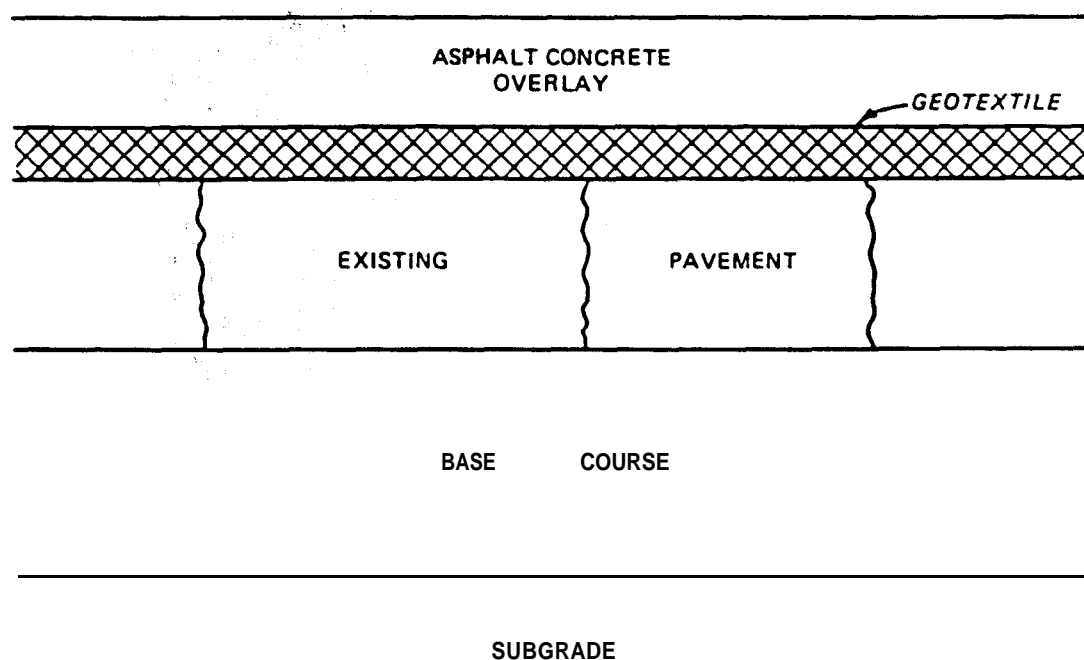 ASPHALT CONCRETE
OVERLAY
GEOTEXTILE
EXISTING PAVEMENT
BASE COURSE
SUBGRADE